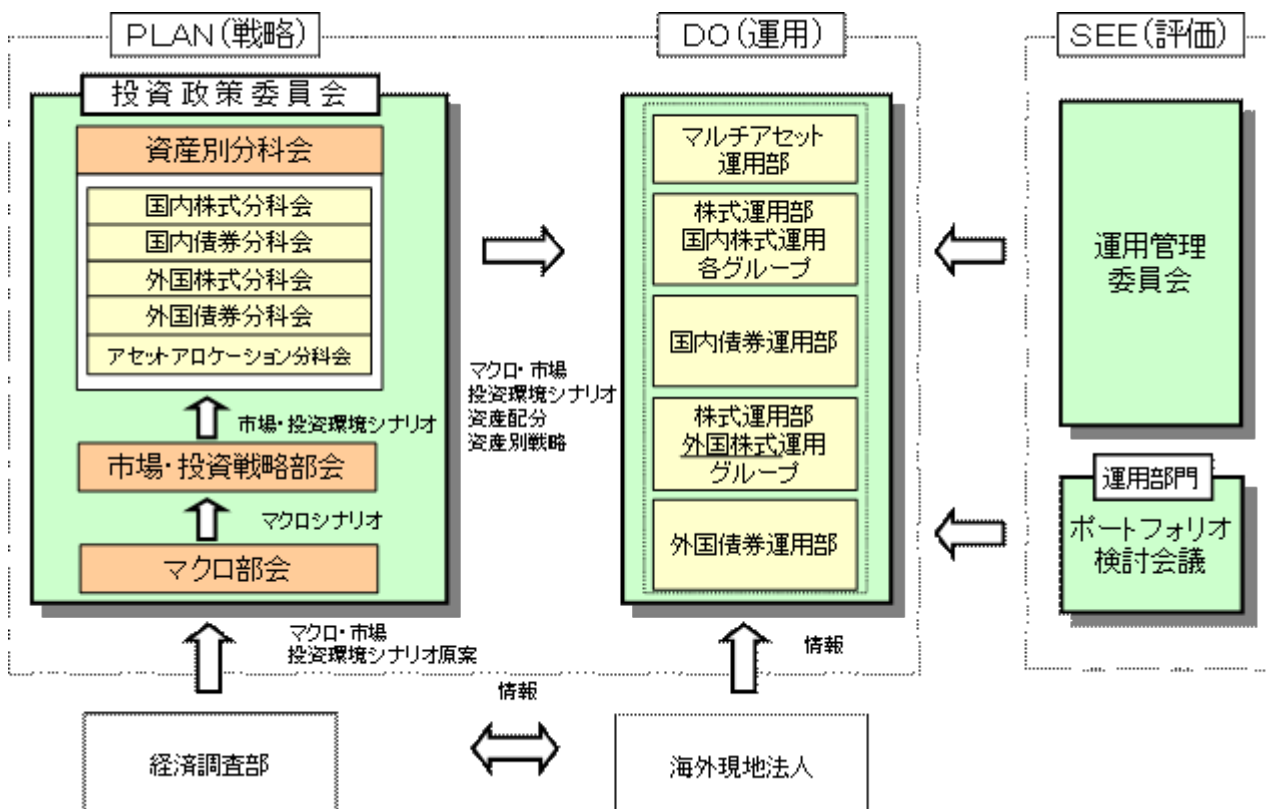 PLAN(戦略)
投資政策委員会
資産別分科会
国内株式分科会
国内債券分科会
外国株式分科会
外国債券分科会
アセットアロケーション分科会
市場・投資環境シナリオ
市場・投資戦略部会
マクロシナリオ
マクロ部会
マクロ・市場
投資環境シナリオ原案
経済調査部
マクロ・市場
投資環境シナリオ
資産配分
資産別戦略
情報
DO(運用)
マルチアセット
運用部
株式運用部
国内株式運用
各グループ
国内債券運用部
株式運用部
外国株式運用
グループ
外国債券運用部
情報
海外現地法人
SEE(評価)
運用管理
委員会
運用部門
ポートフォリオ
検討会議